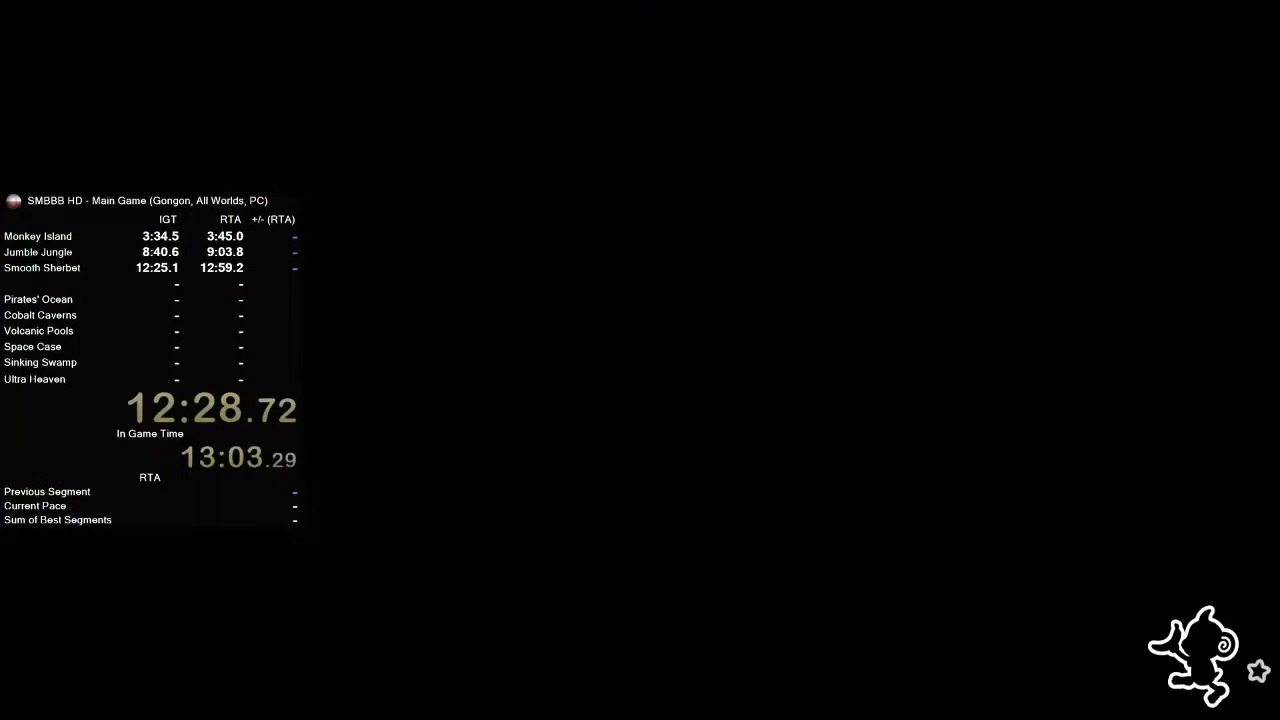 SMBBB HD - Main Game (Gongon, All Worlds, PC)
IGT RTA +/- (RTA)
Monkey Island 3:34.5 3:45.0 -
Jumble Jungle 8:40.6 9:03.8 -
Smooth Sherbet 12:25.1 12:59.2 -
- -
Pirates' Ocean - -
Cobalt Caverns - -
Volcanic Pools - -
Space Case - -
Sinking Swamp - -
Ultra Heaven - -
12:28.72
In Game Time
13:03.29
RTA
Previous Segment -
Current Pace -
Sum of Best Segments -